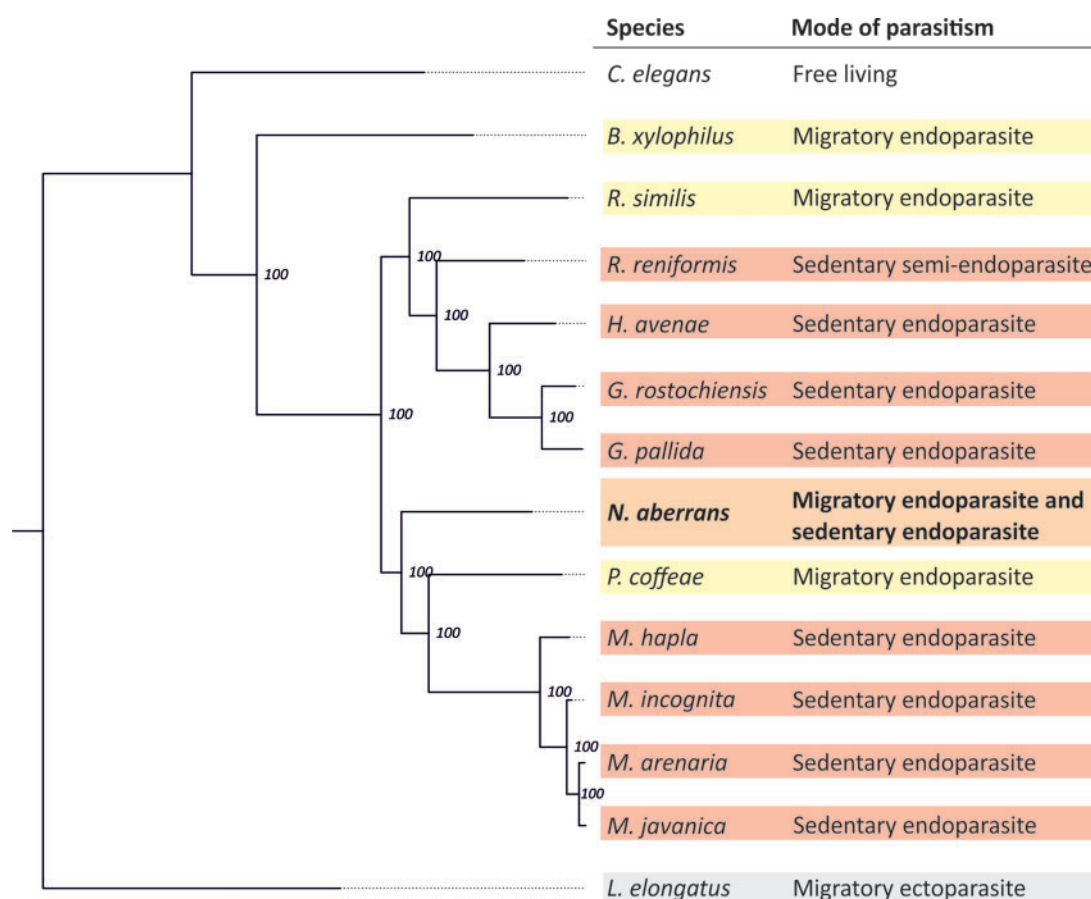 Species Mode of parasitism
C. elegans Free living
B. xylophilus Migratory endoparasite
R. similis Migratory endoparasite
100
R. reniformis Sedentary semi-endoparasite
100
100
H. avenae Sedentary endoparasite
100
G. rostochiensis Sedentary endoparasite
100
100
G. pallida Sedentary endoparasite
N. aberrans Migratory endoparasite and
sedentary endoparasite
100
P. coffeae Migratory endoparasite
100
M. hapla Sedentary endoparasite
100
M. incognita Sedentary endoparasite
100
M. arenaria Sedentary endoparasite
100
M. javanica Sedentary endoparasite
L. elongatus Migratory ectoparasite